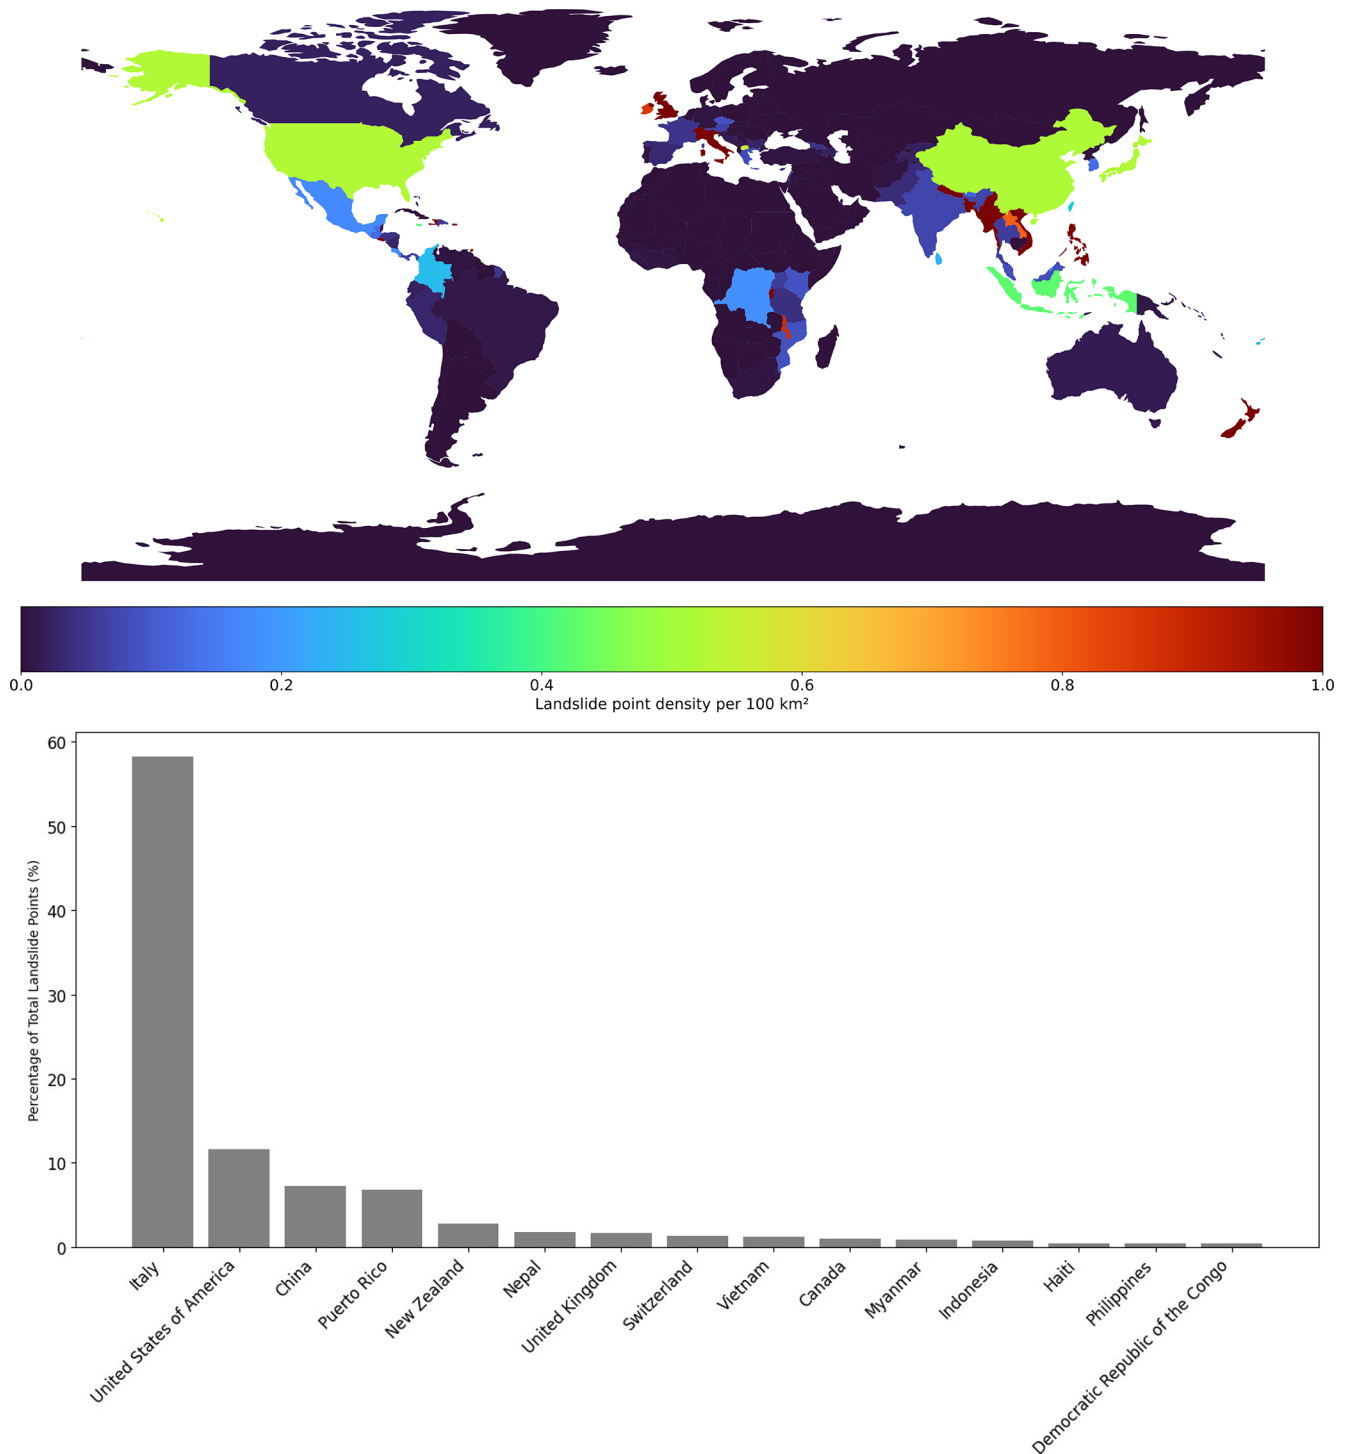 0.0 0.2 0.4 0.6 0.8 1.0
Landslide point density per 100 km²
Percentage of Total Landslide Points (%)
60
50
40
30
20
10
0
Italy
United States of America
China
Puerto Rico
New Zealand
Nepal
United Kingdom
Switzerland
Vietnam
Canada
Myanmar
Indonesia
Haiti
Philippines
Democratic Republic of the Congo